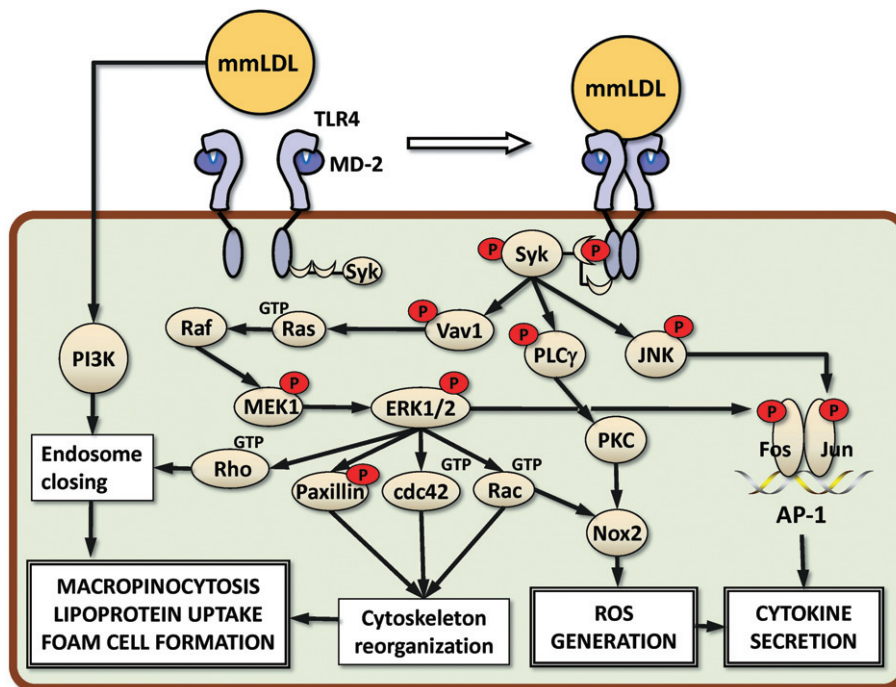 mmLDL
mmLDL
TLR4
MD-2
Syk
P
Syk
P
P
Vav1
GTP
Ras
Raf
P
PLCγ
P
JNK
PI3K
P
MEK1
P
ERK1/2
P
P
Fos
Jun
PKC
Endosome
closing
GTP
Rho
P
Paxillin
GTP
cdc42
GTP
Rac
Nox2
AP-1
MACROPINOCYTOSIS
LIPOPROTEIN UPTAKE
FOAM CELL FORMATION
Cytoskeleton
reorganization
ROS
GENERATION
CYTOKINE
SECRETION